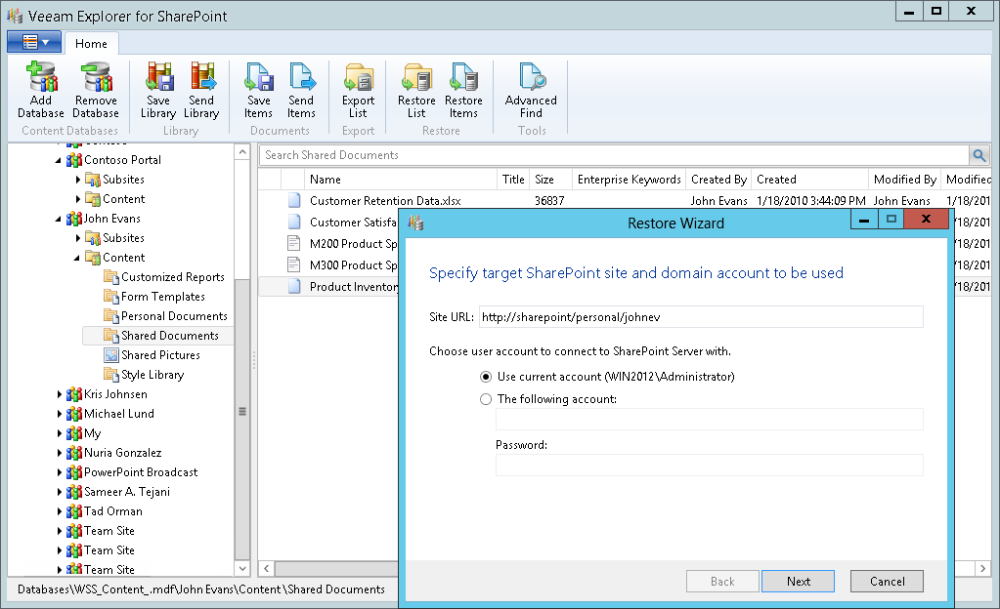 Veeam Explorer for SharePoint
Home
Add Database
Remove Database
Save Library
Send Library
Save Items
Send Items
Export List
Restore List
Restore Items
Advanced Find
Content Databases
Library
Documents
Export
Restore
Tools
Contoso Portal
Subsites
Content
John Evans
Subsites
Content
Customized Reports
Form Templates
Personal Documents
Shared Documents
Shared Pictures
Style Library
Kris Johnsen
Michael Lund
My
Nuria Gonzalez
PowerPoint Broadcast
Sameer A. Tejani
Tad Orman
Team Site
Team Site
Team Site
Search Shared Documents
Name Title Size Enterprise Keywords Created By Created Modified By Modified
Customer Retention Data.xlsx 36837 John Evans 1/18/2010 3:44:09 PM John Evans 1/18/201
Customer Satisfa /18/201
M200 Product Sp /18/201
M300 Product Sp /18/201
Product Inventor /18/201
Restore Wizard
Specify target SharePoint site and domain account to be used
Site URL: http://sharepoint/personal/johnev
Choose user account to connect to SharePoint Server with.
Use current account (WIN2012\Administrator)
The following account:
Password:
Back Next Cancel
Databases\WSS_Content_.mdf\John Evans\Content\Shared Documents